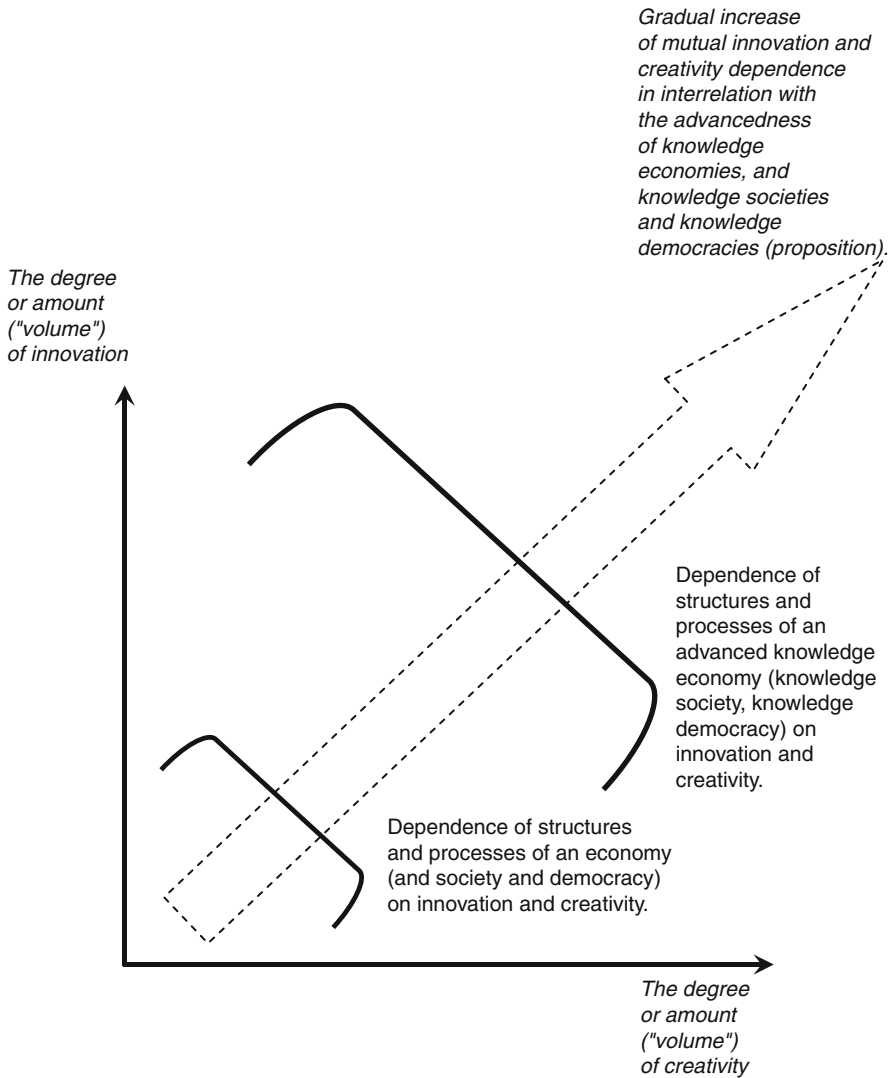 Gradual increase
of mutual innovation and
creativity dependence
in interrelation with
the advancedness
of knowledge
economies, and
knowledge societies
and knowledge
democracies (proposition).
The degree
or amount
("volume")
of innovation
Dependence of
structures and
processes of an
advanced knowledge
economy (knowledge
society, knowledge
democracy) on
innovation and
creativity.
Dependence of structures
and processes of an economy
(and society and democracy)
on innovation and creativity.
The degree
or amount
("volume")
of creativity